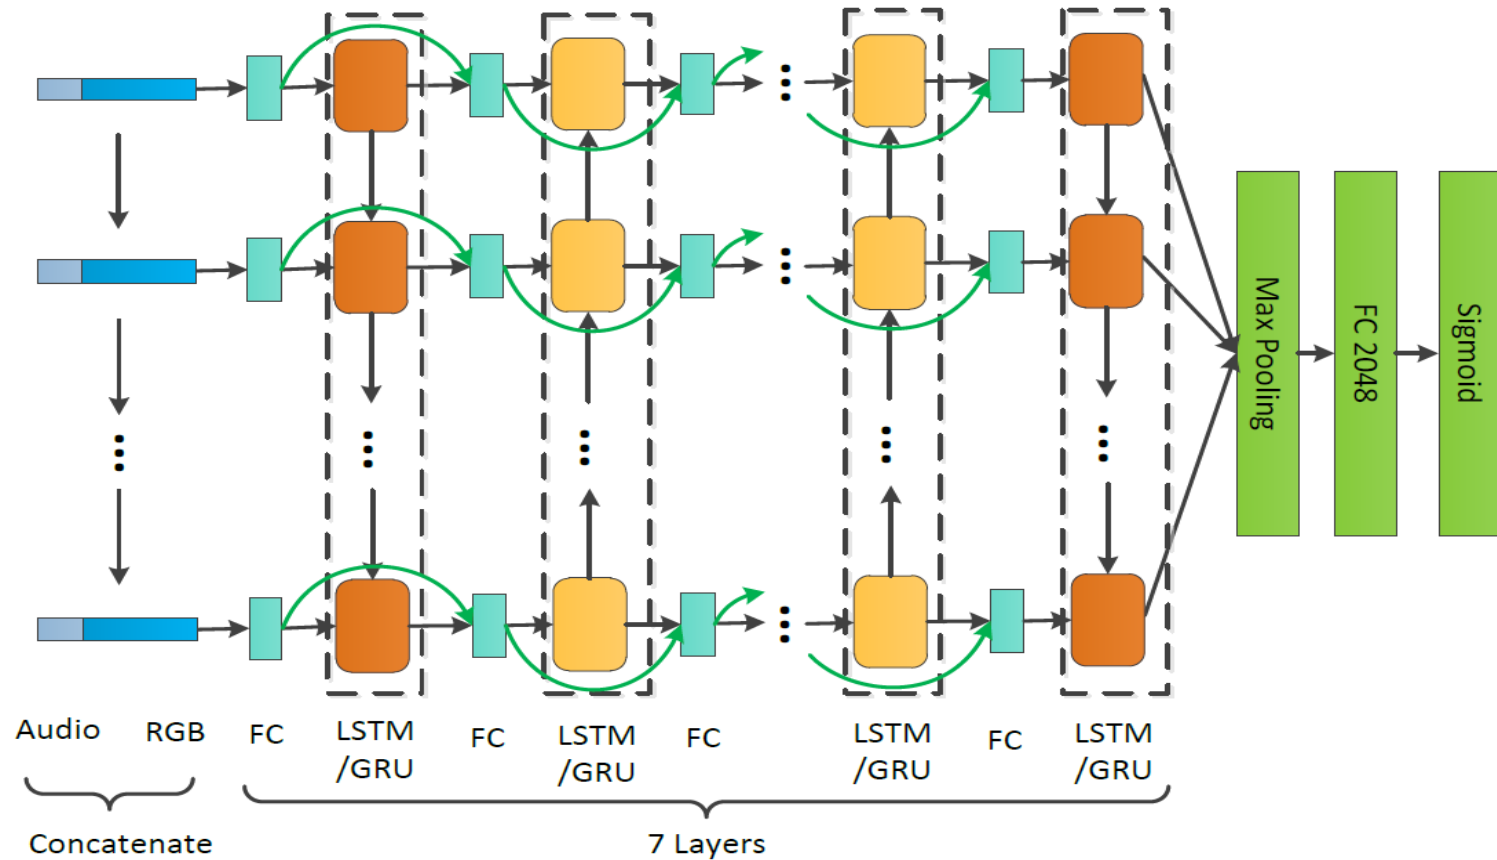 Max Pooling
FC 2048
Sigmoid
Audio
RGB
FC
LSTM
/GRU
FC
LSTM
/GRU
FC
LSTM
/GRU
FC
LSTM
/GRU
Concatenate
7 Layers